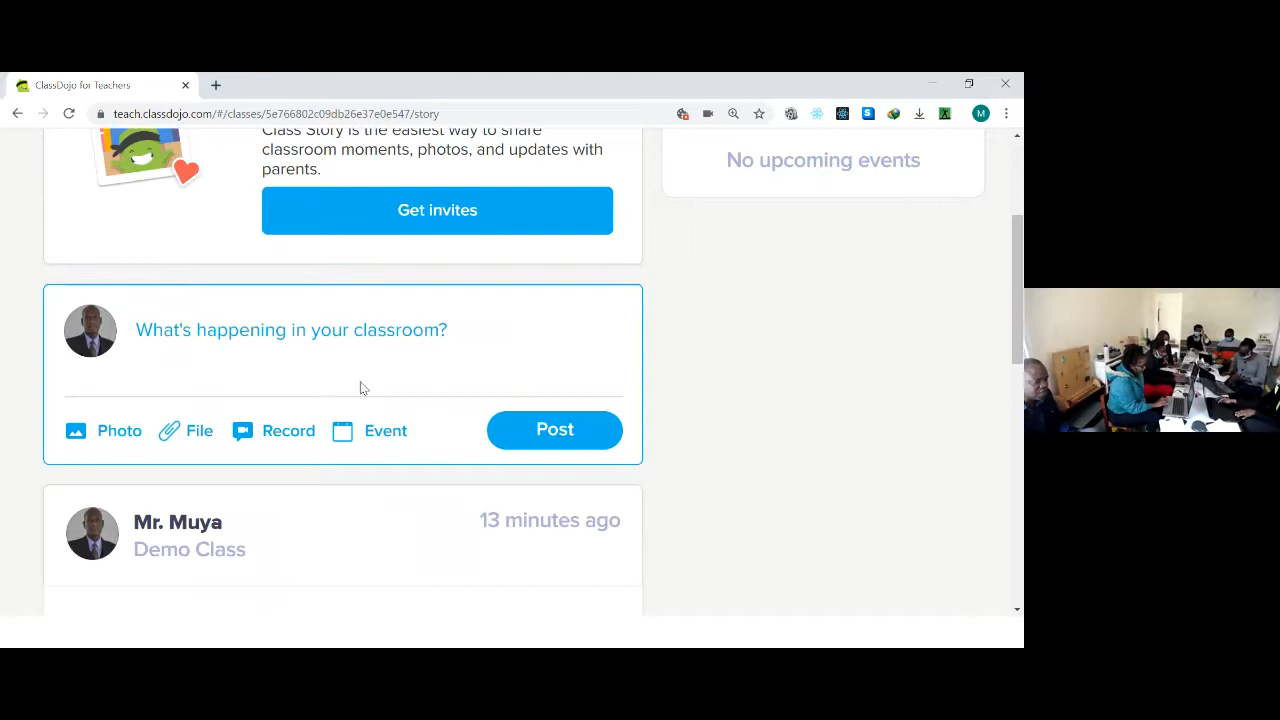 ClassDojo for Teachers
teach.classdojo.com/#/classes/5e766802c09db26e37e0e547/story
M
Class Story is the easiest way to share
classroom moments, photos, and updates with
parents.
Get invites
No upcoming events
What's happening in your classroom?
Photo
File
Record
Event
Post
Mr. Muya
13 minutes ago
Demo Class